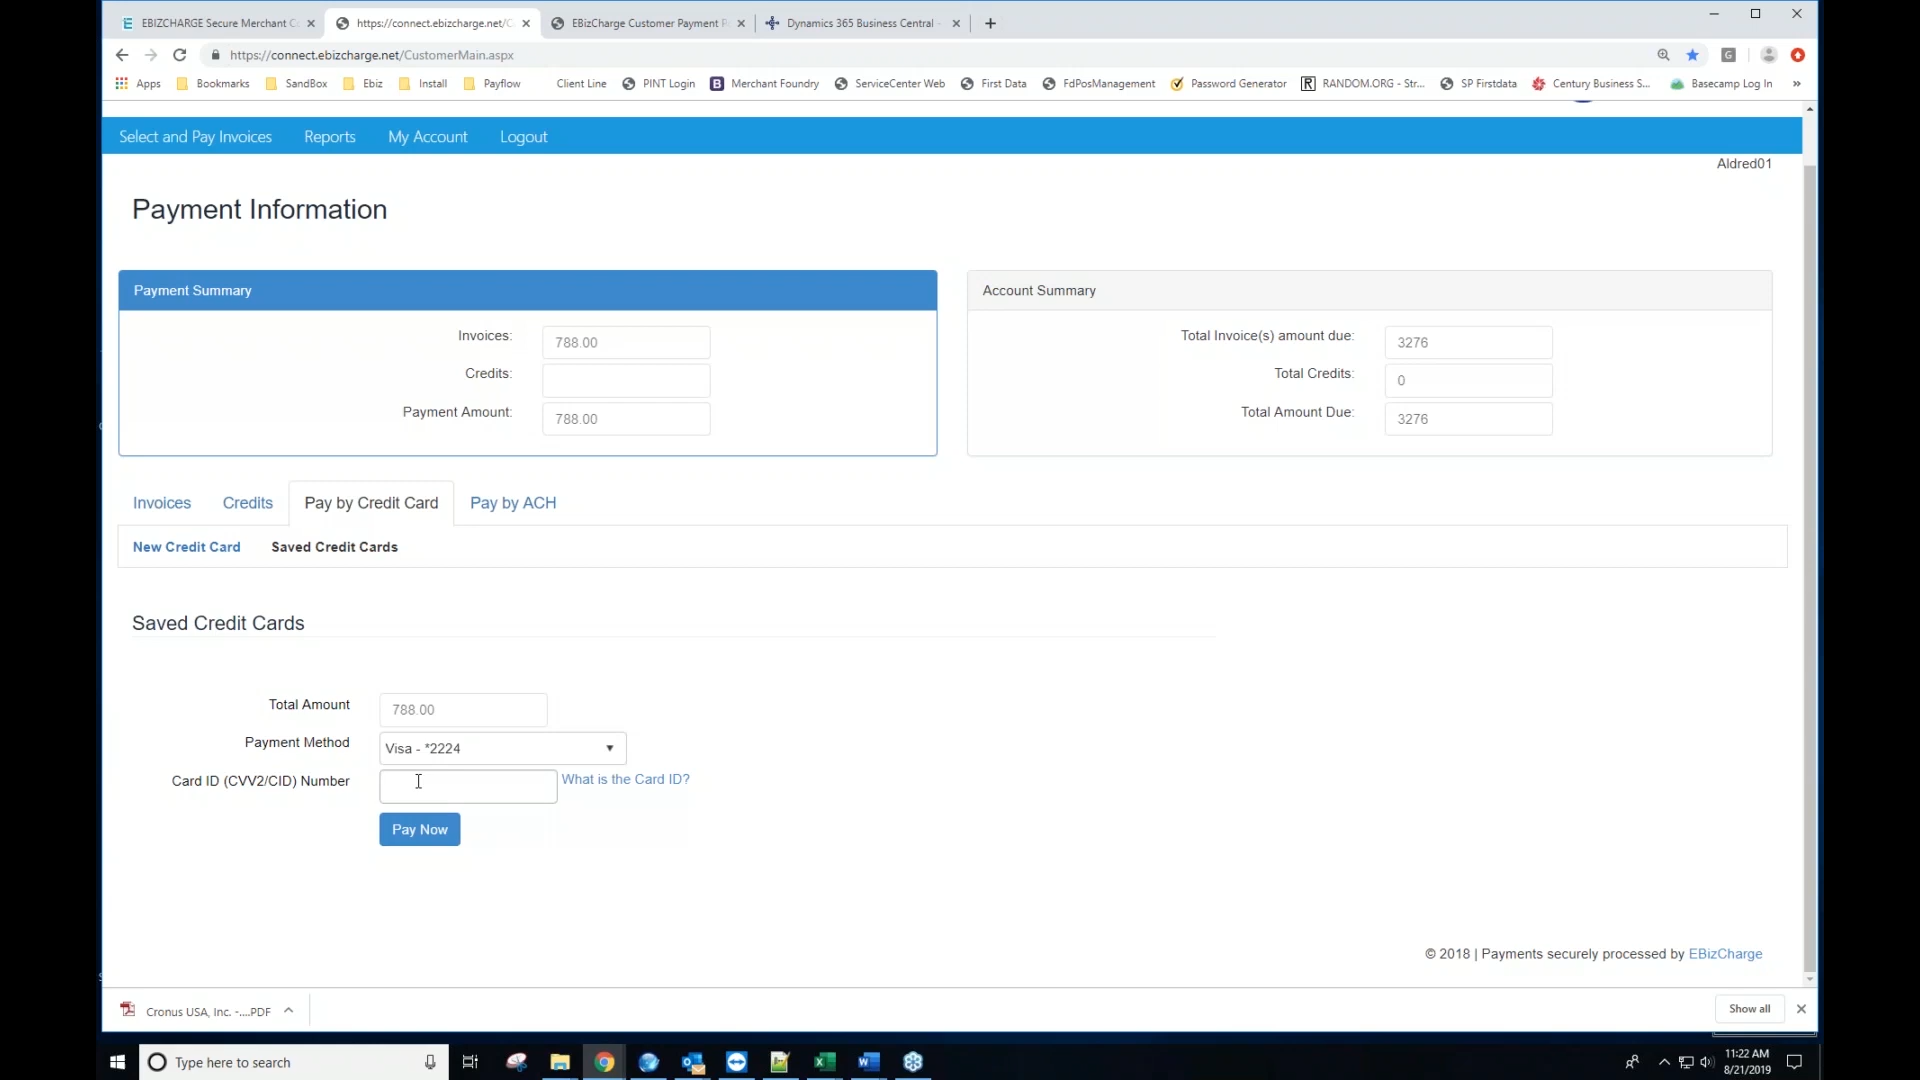 EBIZCHARGE Secure Merchant C
https://connect.ebizcharge.net/C
EBizCharge Customer Payment R
Dynamics 365 Business Central -
https://connect.ebizcharge.net/CustomerMain.aspx
Apps
Bookmarks
SandBox
Ebiz
Install
Payflow
Client Line
PINT Login
Merchant Foundry
ServiceCenter Web
First Data
FdPosManagement
Password Generator
RANDOM.ORG - Str...
SP Firstdata
Century Business S...
Basecamp Log In
»
Select and Pay Invoices
Reports
My Account
Logout
Aldred01
Payment Information
Payment Summary
Invoices: 788.00
Credits:
Payment Amount: 788.00
Account Summary
Total Invoice(s) amount due: 3276
Total Credits: 0
Total Amount Due: 3276
Invoices
Credits
Pay by Credit Card
Pay by ACH
New Credit Card
Saved Credit Cards
Saved Credit Cards
Total Amount 788.00
Payment Method Visa - *2224
Card ID (CVV2/CID) Number What is the Card ID?
Pay Now
© 2018 | Payments securely processed by EBizCharge
Cronus USA, Inc. -....PDF
Show all
Type here to search
11:22 AM
8/21/2019